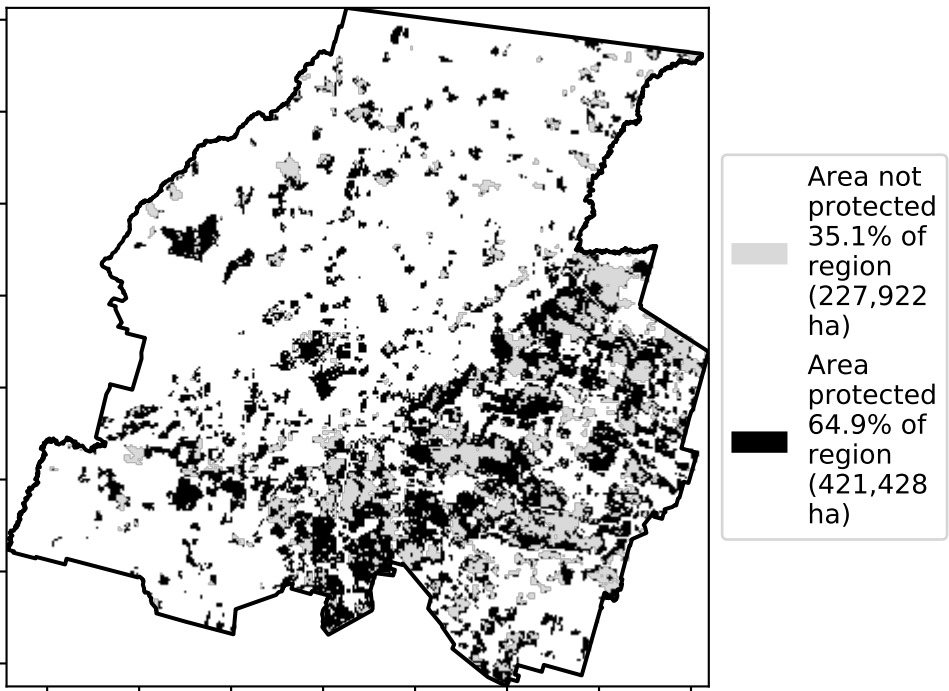 Area not
protected
35.1% of
region
(227,922
ha)
Area
protected
64.9% of
region
(421,428
ha)